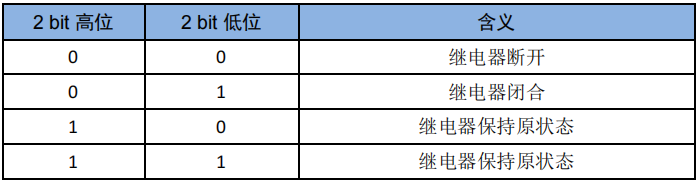 2 bit 高位 2 bit 低位 含义
0 0 继电器断开
0 1 继电器闭合
1 0 继电器保持原状态
1 1 继电器保持原状态